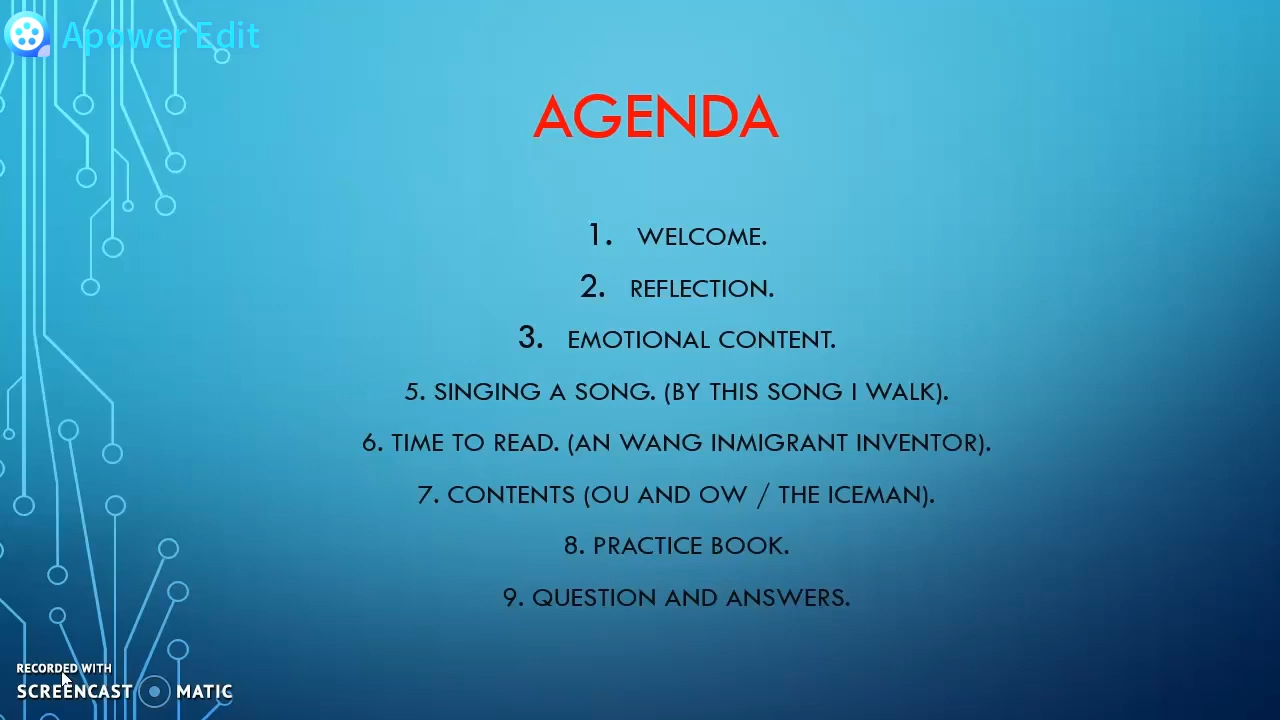 Apower Edit
AGENDA
1. WELCOME.
2. REFLECTION.
3. EMOTIONAL CONTENT.
5. SINGING A SONG. (BY THIS SONG I WALK).
6. TIME TO READ. (AN WANG INMIGRANT INVENTOR).
7. CONTENTS (OU AND OW / THE ICEMAN).
8. PRACTICE BOOK.
9. QUESTION AND ANSWERS.
RECORDED WITH
SCREENCAST MATIC